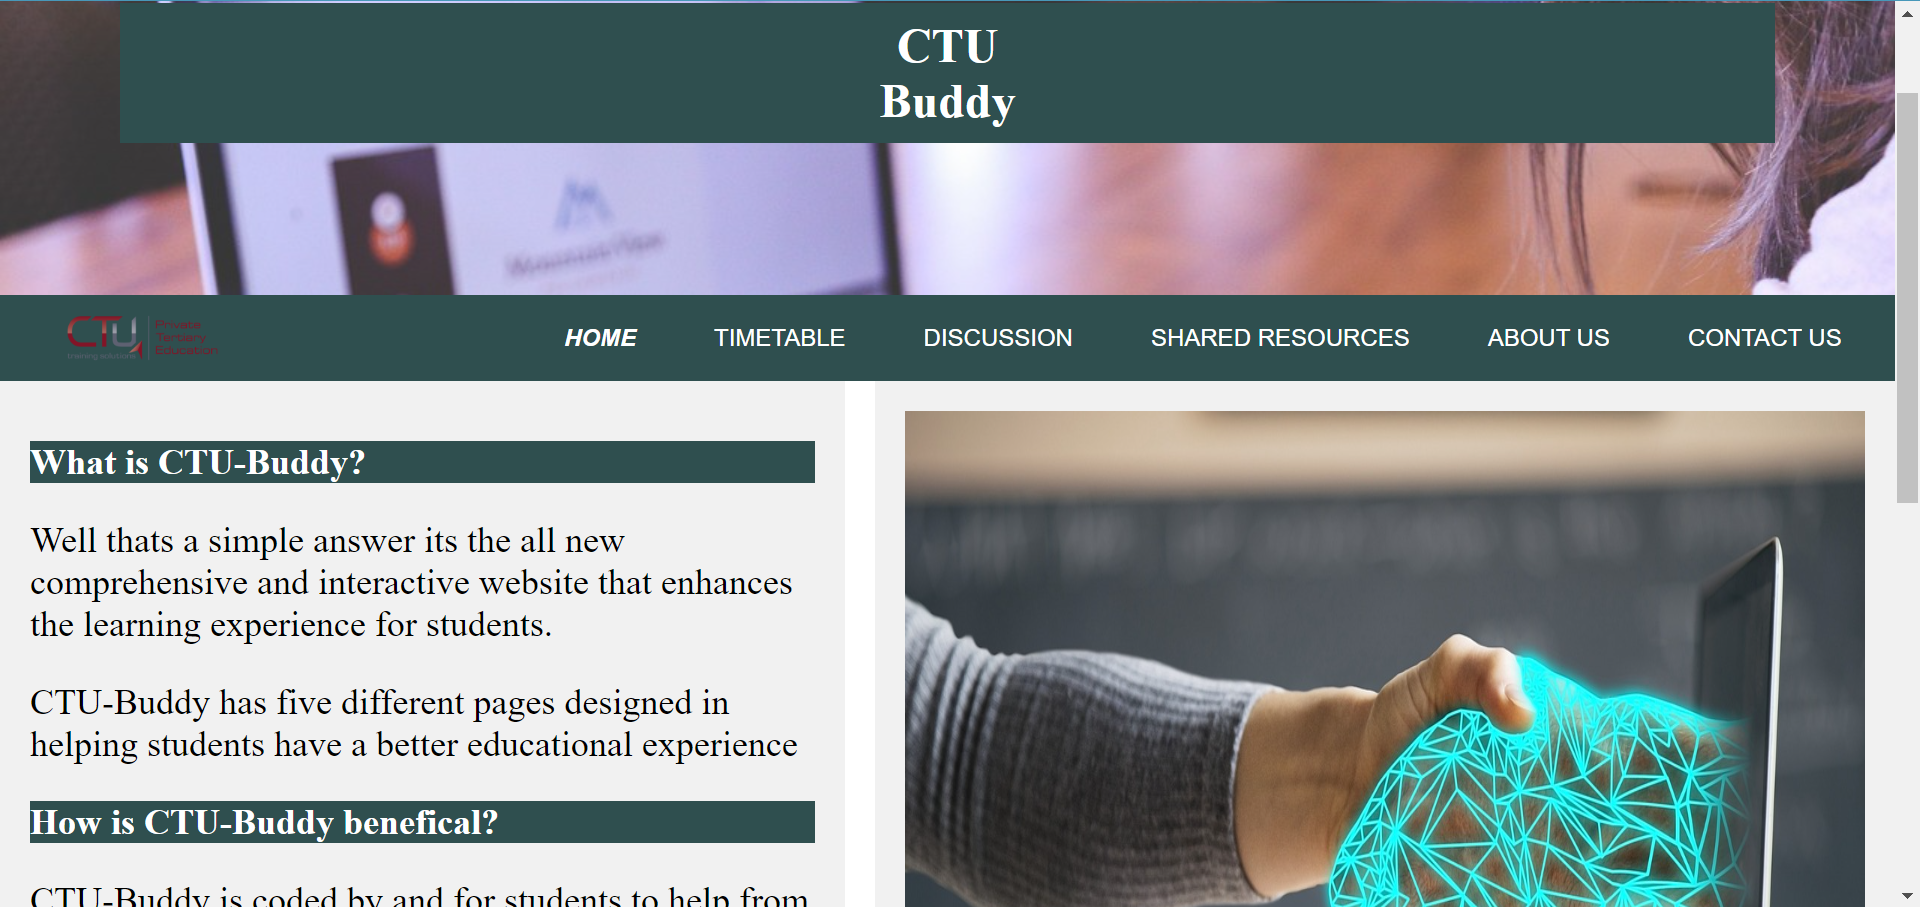 CTU
Buddy
CTU
training solutions
Private
Tertiary
Education
HOME TIMETABLE DISCUSSION SHARED RESOURCES ABOUT US CONTACT US
What is CTU-Buddy?
Well thats a simple answer its the all new
comprehensive and interactive website that enhances
the learning experience for students.
CTU-Buddy has five different pages designed in
helping students have a better educational experience
How is CTU-Buddy benefical?
CTU-Buddy is coded by and for students to help from